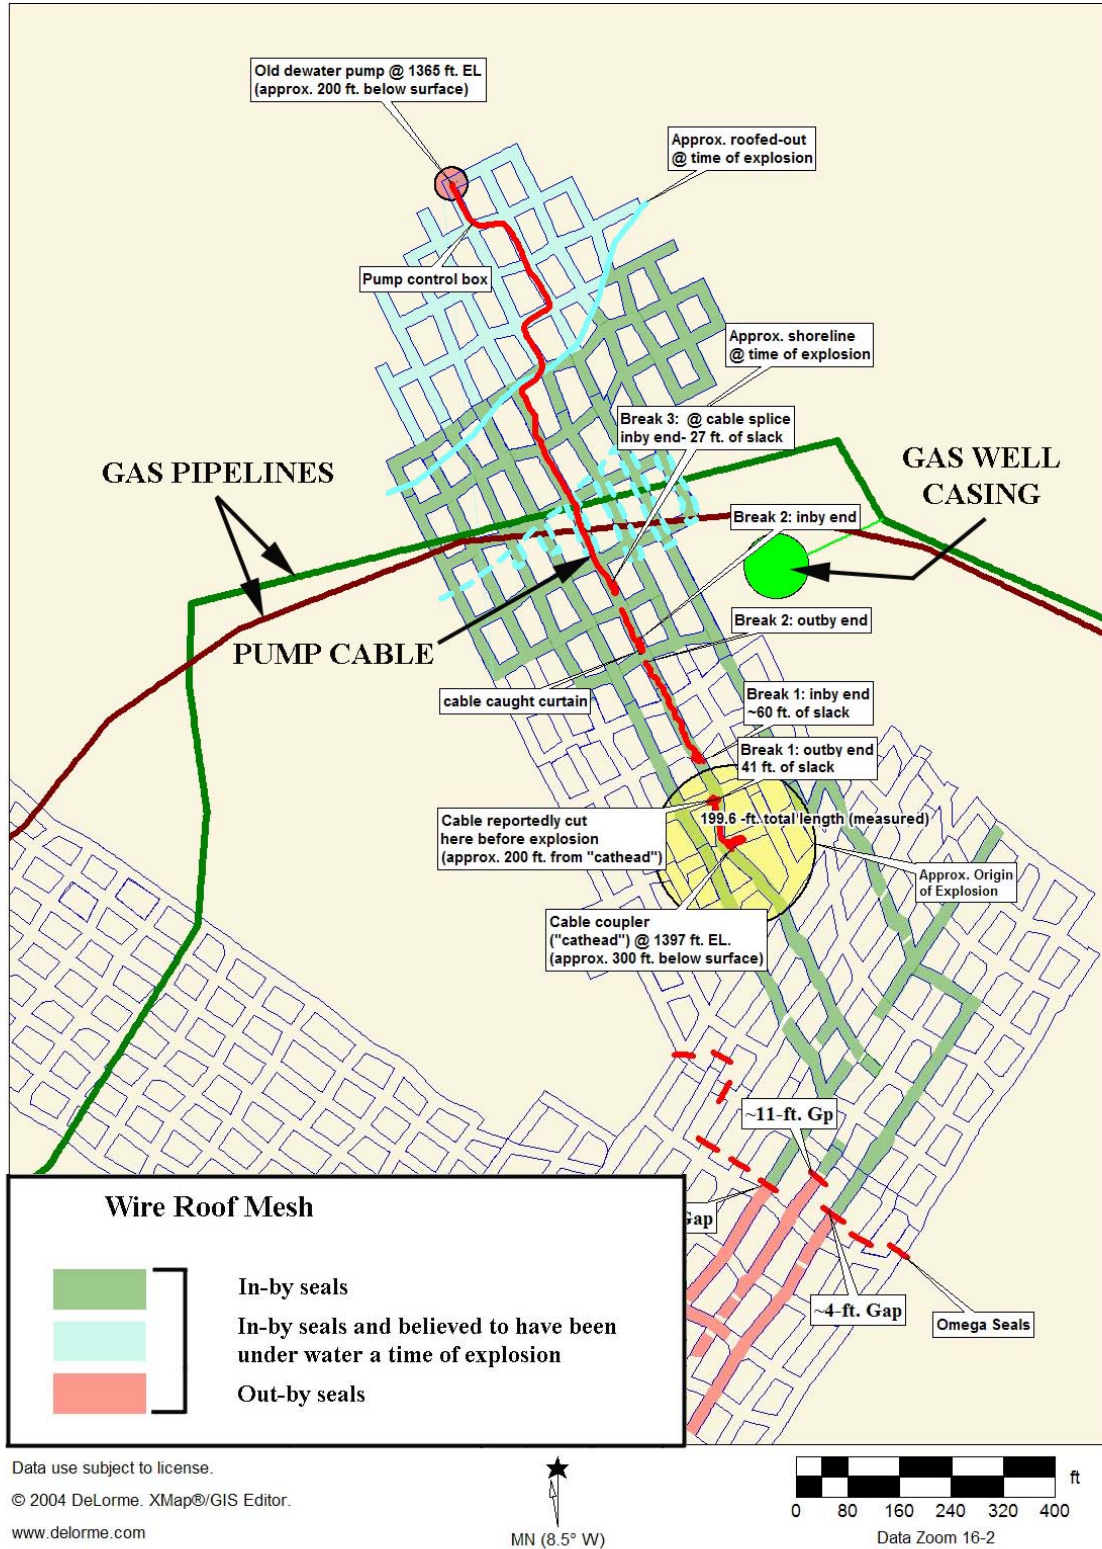 Old dewater pump @ 1365 ft. EL
(approx. 200 ft. below surface)
Approx. roofed-out
@ time of explosion
Pump control box
Approx. shoreline
@ time of explosion
Break 3:  @ cable splice
inby end- 27 ft. of slack
GAS PIPELINES
GAS WELL
CASING
Break 2: inby end
Break 2: outby end
PUMP CABLE
cable caught curtain
Break 1: inby end
~60 ft. of slack
Break 1: outby end
41 ft. of slack
Cable reportedly cut
here before explosion
(approx. 200 ft. from "cathead")
199.6 -ft. total length (measured)
Approx. Origin
of Explosion
Cable coupler
("cathead") @ 1397 ft. EL.
(approx. 300 ft. below surface)
~11-ft. Gp
Gap
~4-ft. Gap
Omega Seals
Wire Roof Mesh
In-by seals
In-by seals and believed to have been
under water a time of explosion
Out-by seals
Data use subject to license.
© 2004 DeLorme. XMap®/GIS Editor.
www.delorme.com
MN (8.5° W)
ft
0 80 160 240 320 400
Data Zoom 16-2